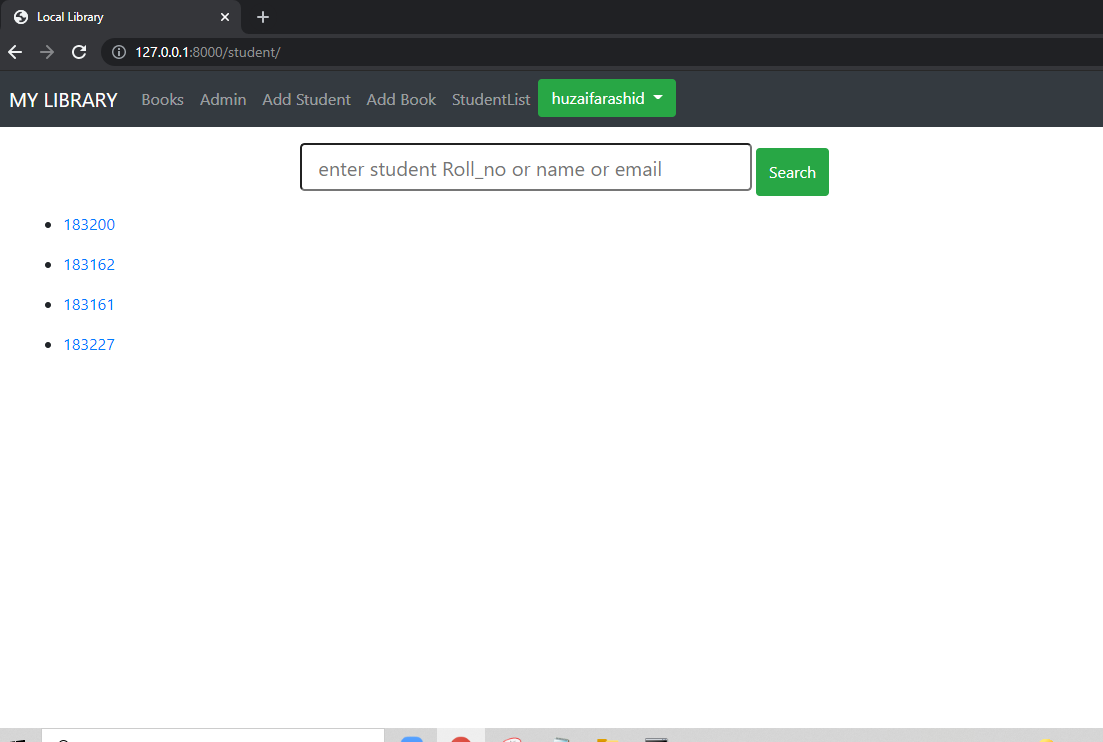 Local Library
127.0.0.1:8000/student/
MY LIBRARY Books Admin Add Student Add Book StudentList huzaifarashid
enter student Roll_no or name or email Search
183200
183162
183161
183227